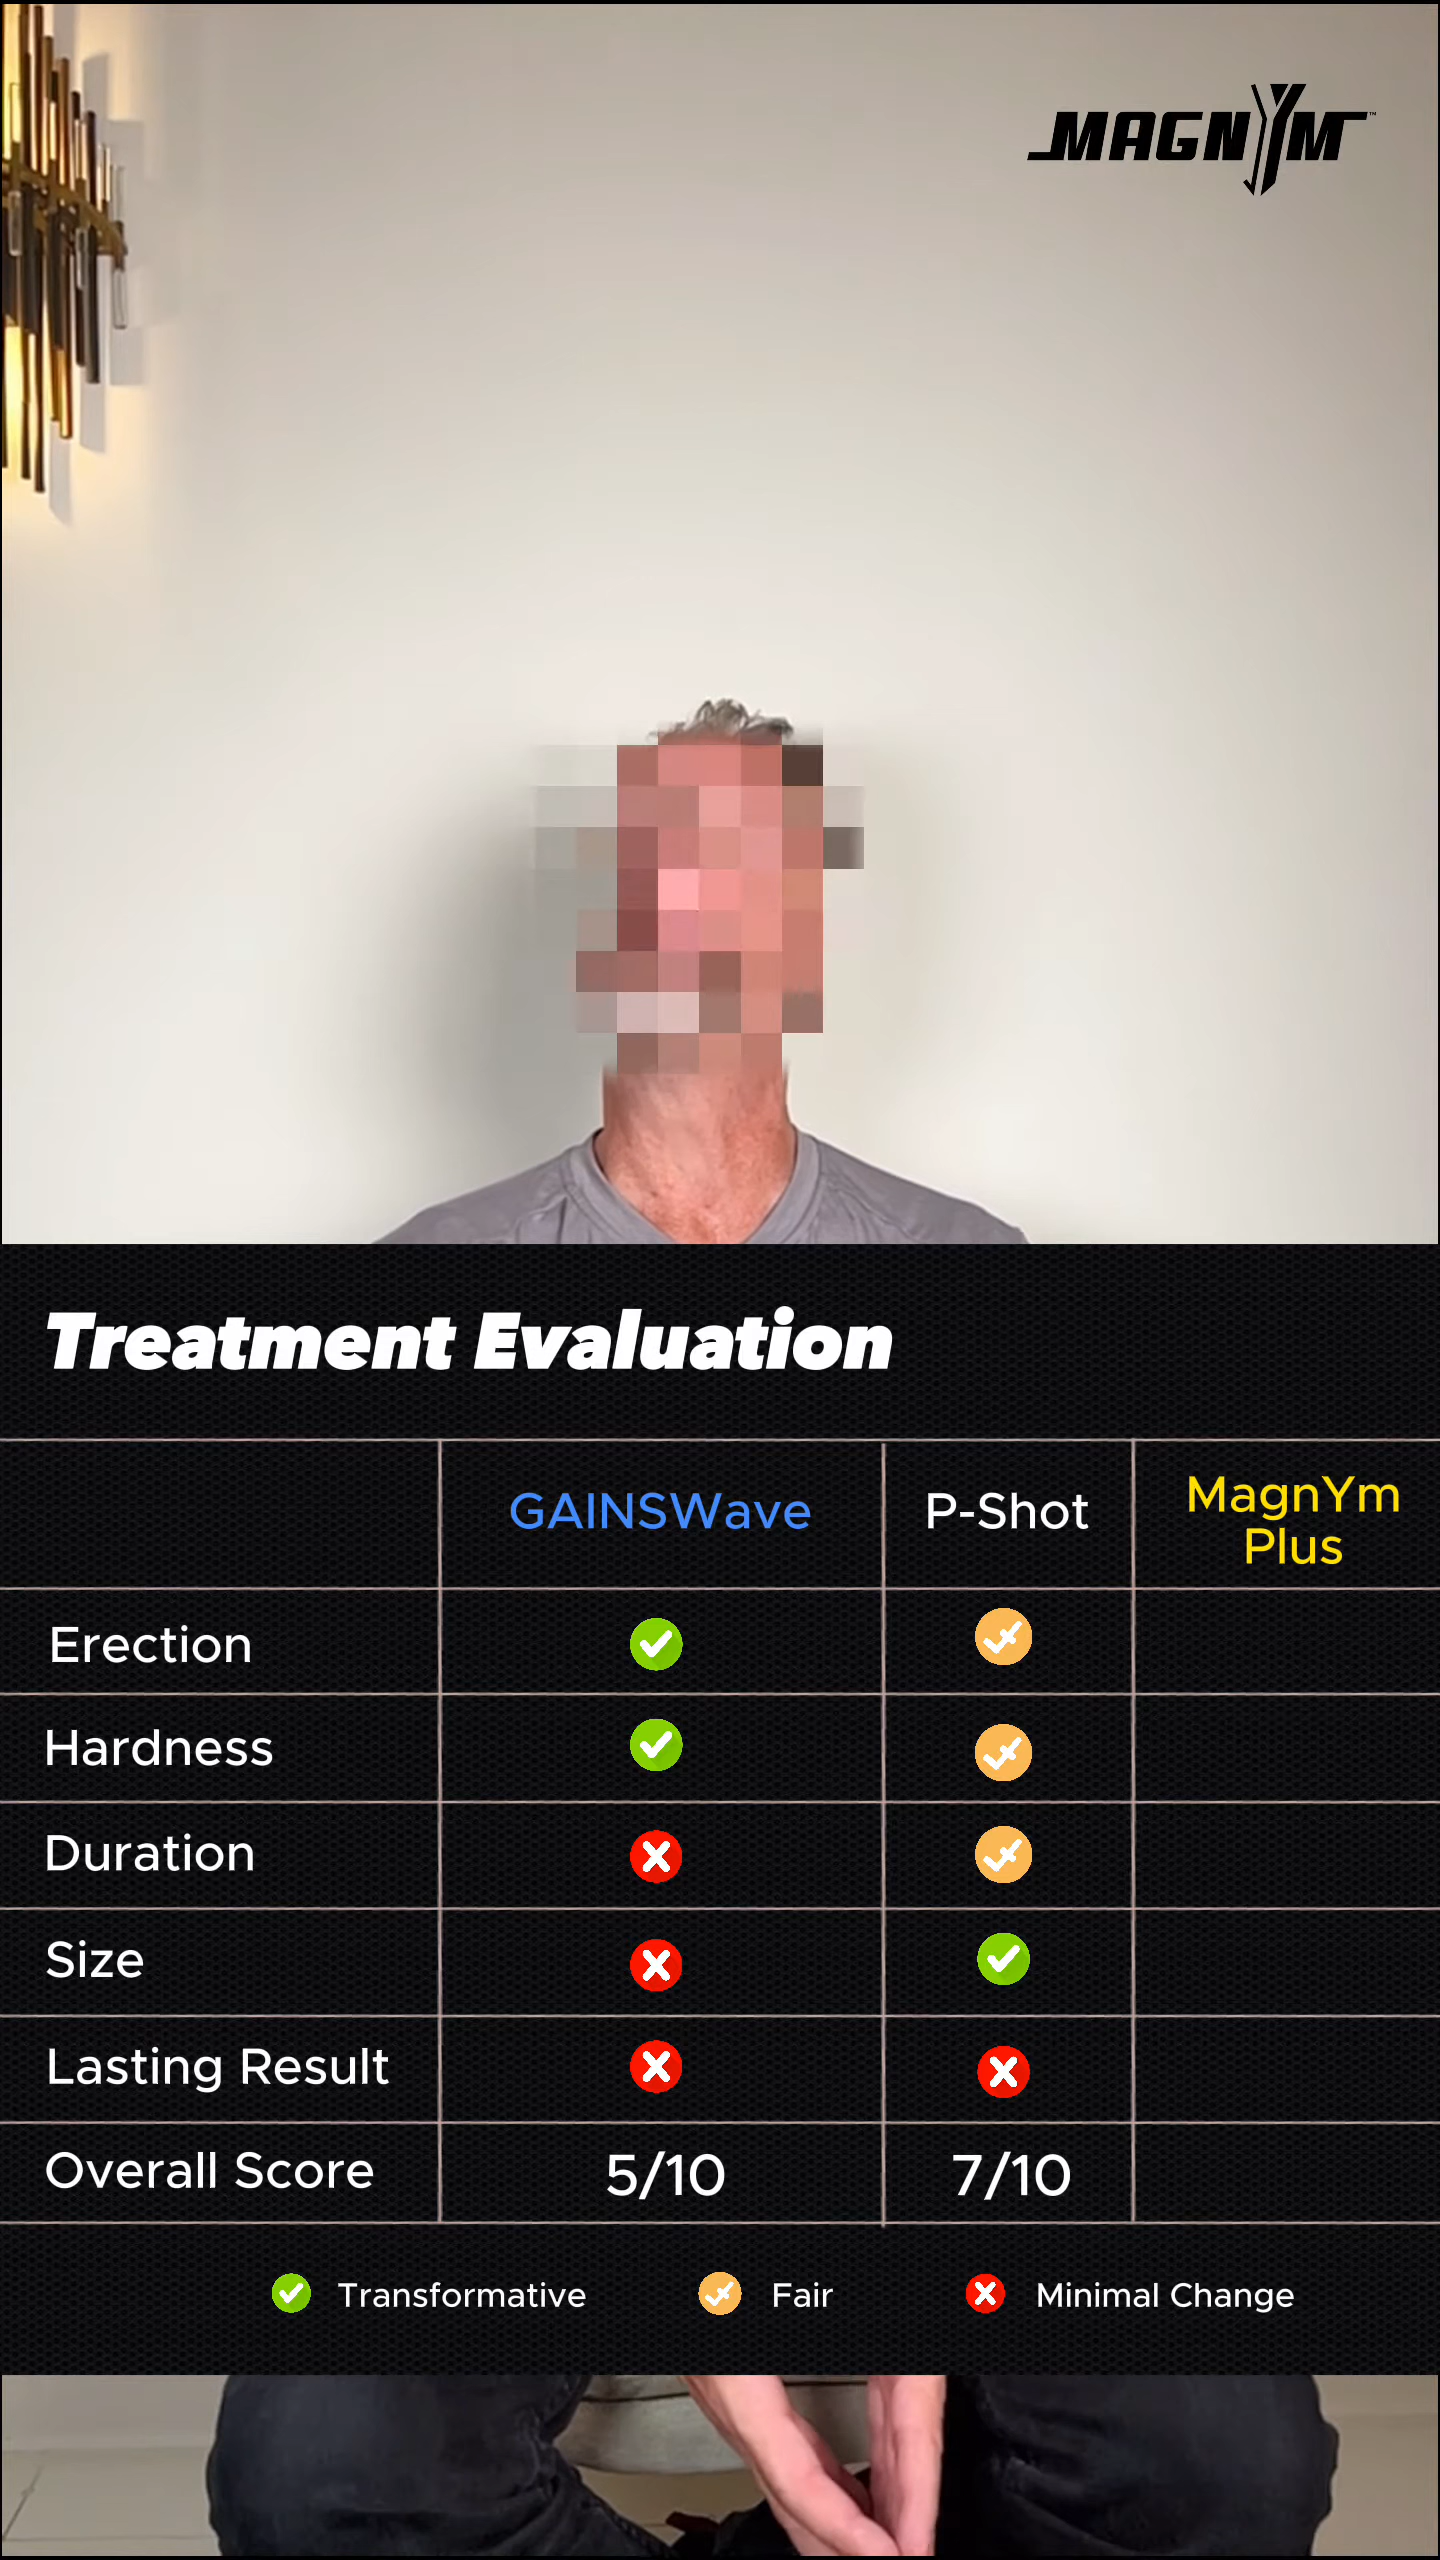 MAGNYM™
Treatment Evaluation
GAINSWave P-Shot MagnYm Plus
Erection
Hardness
Duration
Size
Lasting Result
Overall Score 5/10 7/10
Transformative Fair Minimal Change